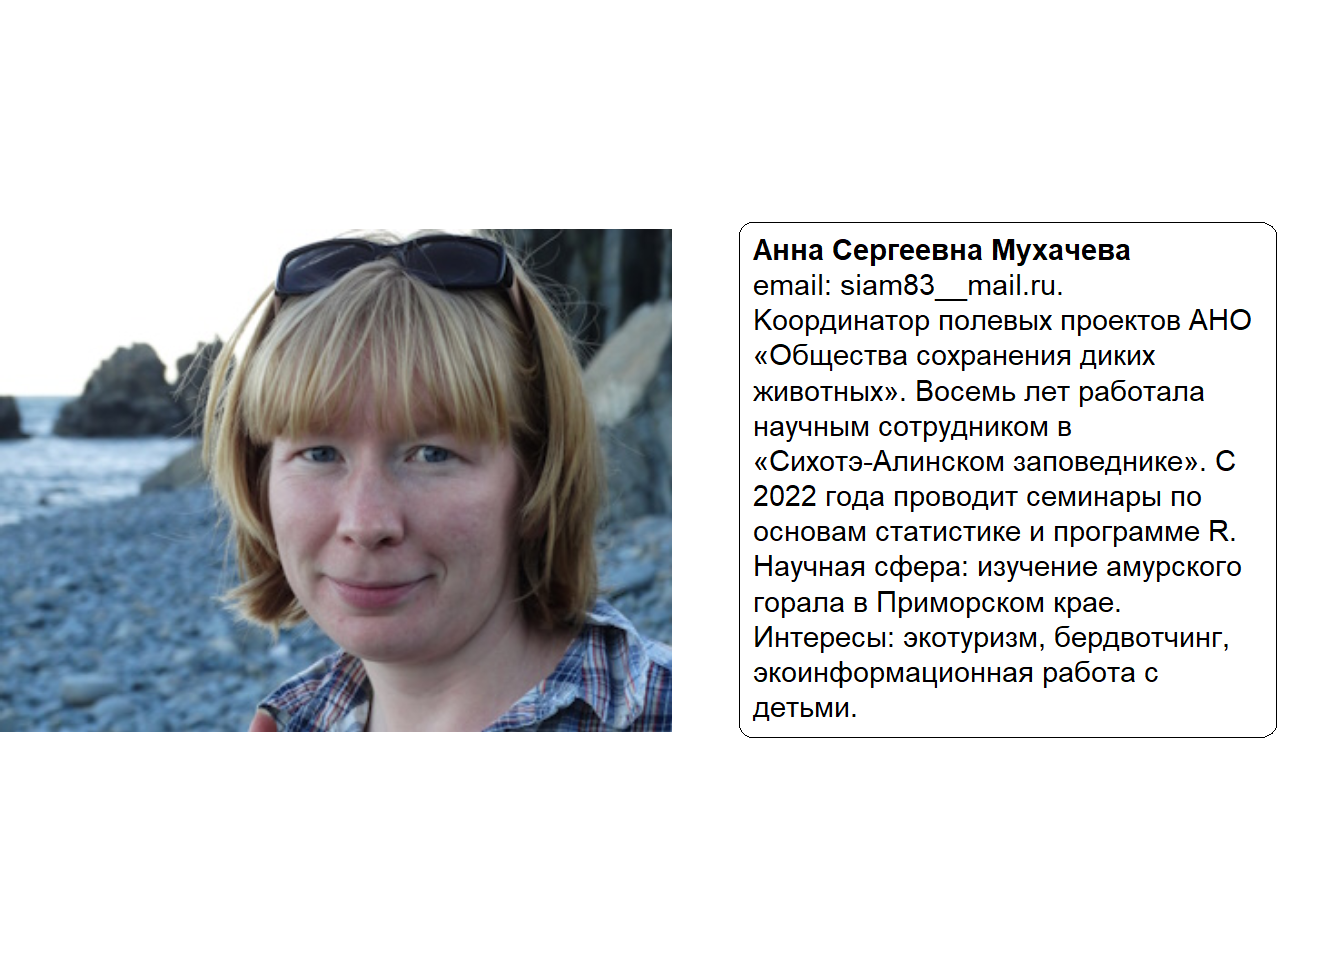 Анна Сергеевна Мухачева
email: siam83__mail.ru.
Координатор полевых проектов АНО
«Общества сохранения диких
животных». Восемь лет работала
научным сотрудником в
«Сихотэ-Алинском заповеднике». С
2022 года проводит семинары по
основам статистике и программе R.
Научная сфера: изучение амурского
горала в Приморском крае.
Интересы: экотуризм, бердвотчинг,
экоинформационная работа с
детьми.